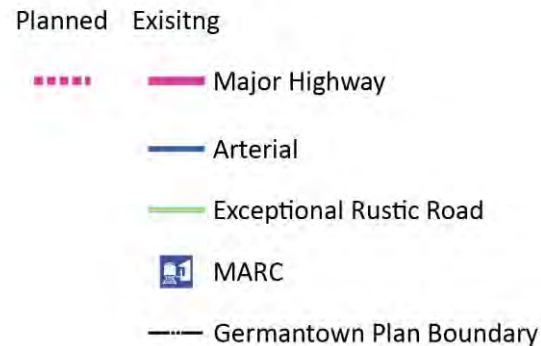 Planned Exisitng
Major Highway
Arterial
Exceptional Rustic Road
MARC
Germantown Plan Boundary